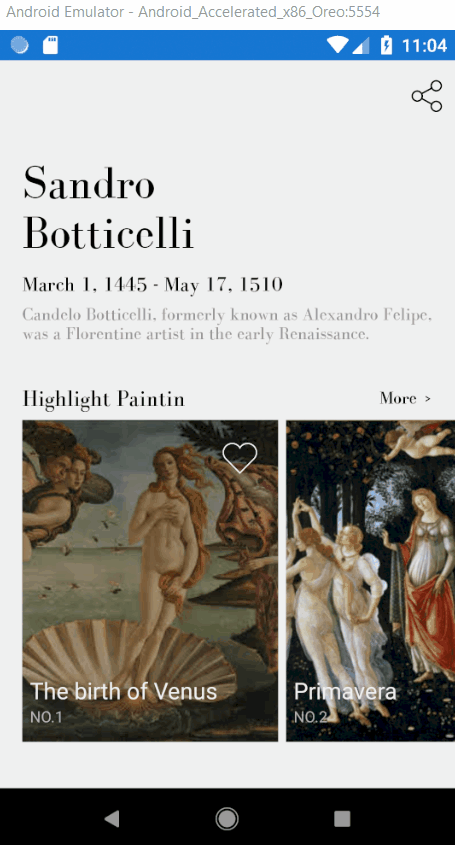 Android Emulator - Android_Accelerated_x86_Oreo:5554
11:04
Sandro
Botticelli
March 1, 1445 - May 17, 1510
Candelo Botticelli, formerly known as Alexandro Felipe,
was a Florentine artist in the early Renaissance.
Highlight Paintin
More >
The birth of Venus
NO.1
Primavera
NO.2